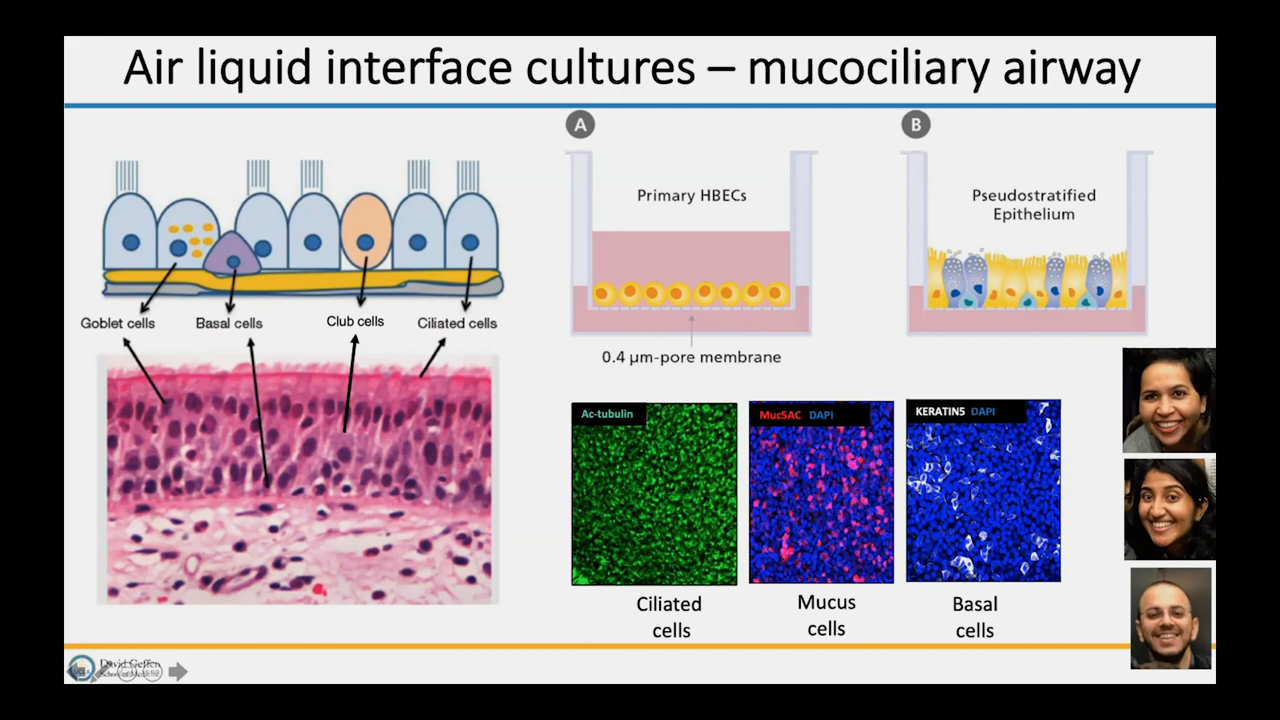 Air liquid interface cultures – mucociliary airway
A
B
Primary HBECs
Pseudostratified
Epithelium
Goblet cells
Basal cells
Club cells
Ciliated cells
0.4 µm-pore membrane
Ac-tubulin
Muc5AC DAPI
KERATIN5 DAPI
Ciliated
cells
Mucus
cells
Basal
cells
David Geffen